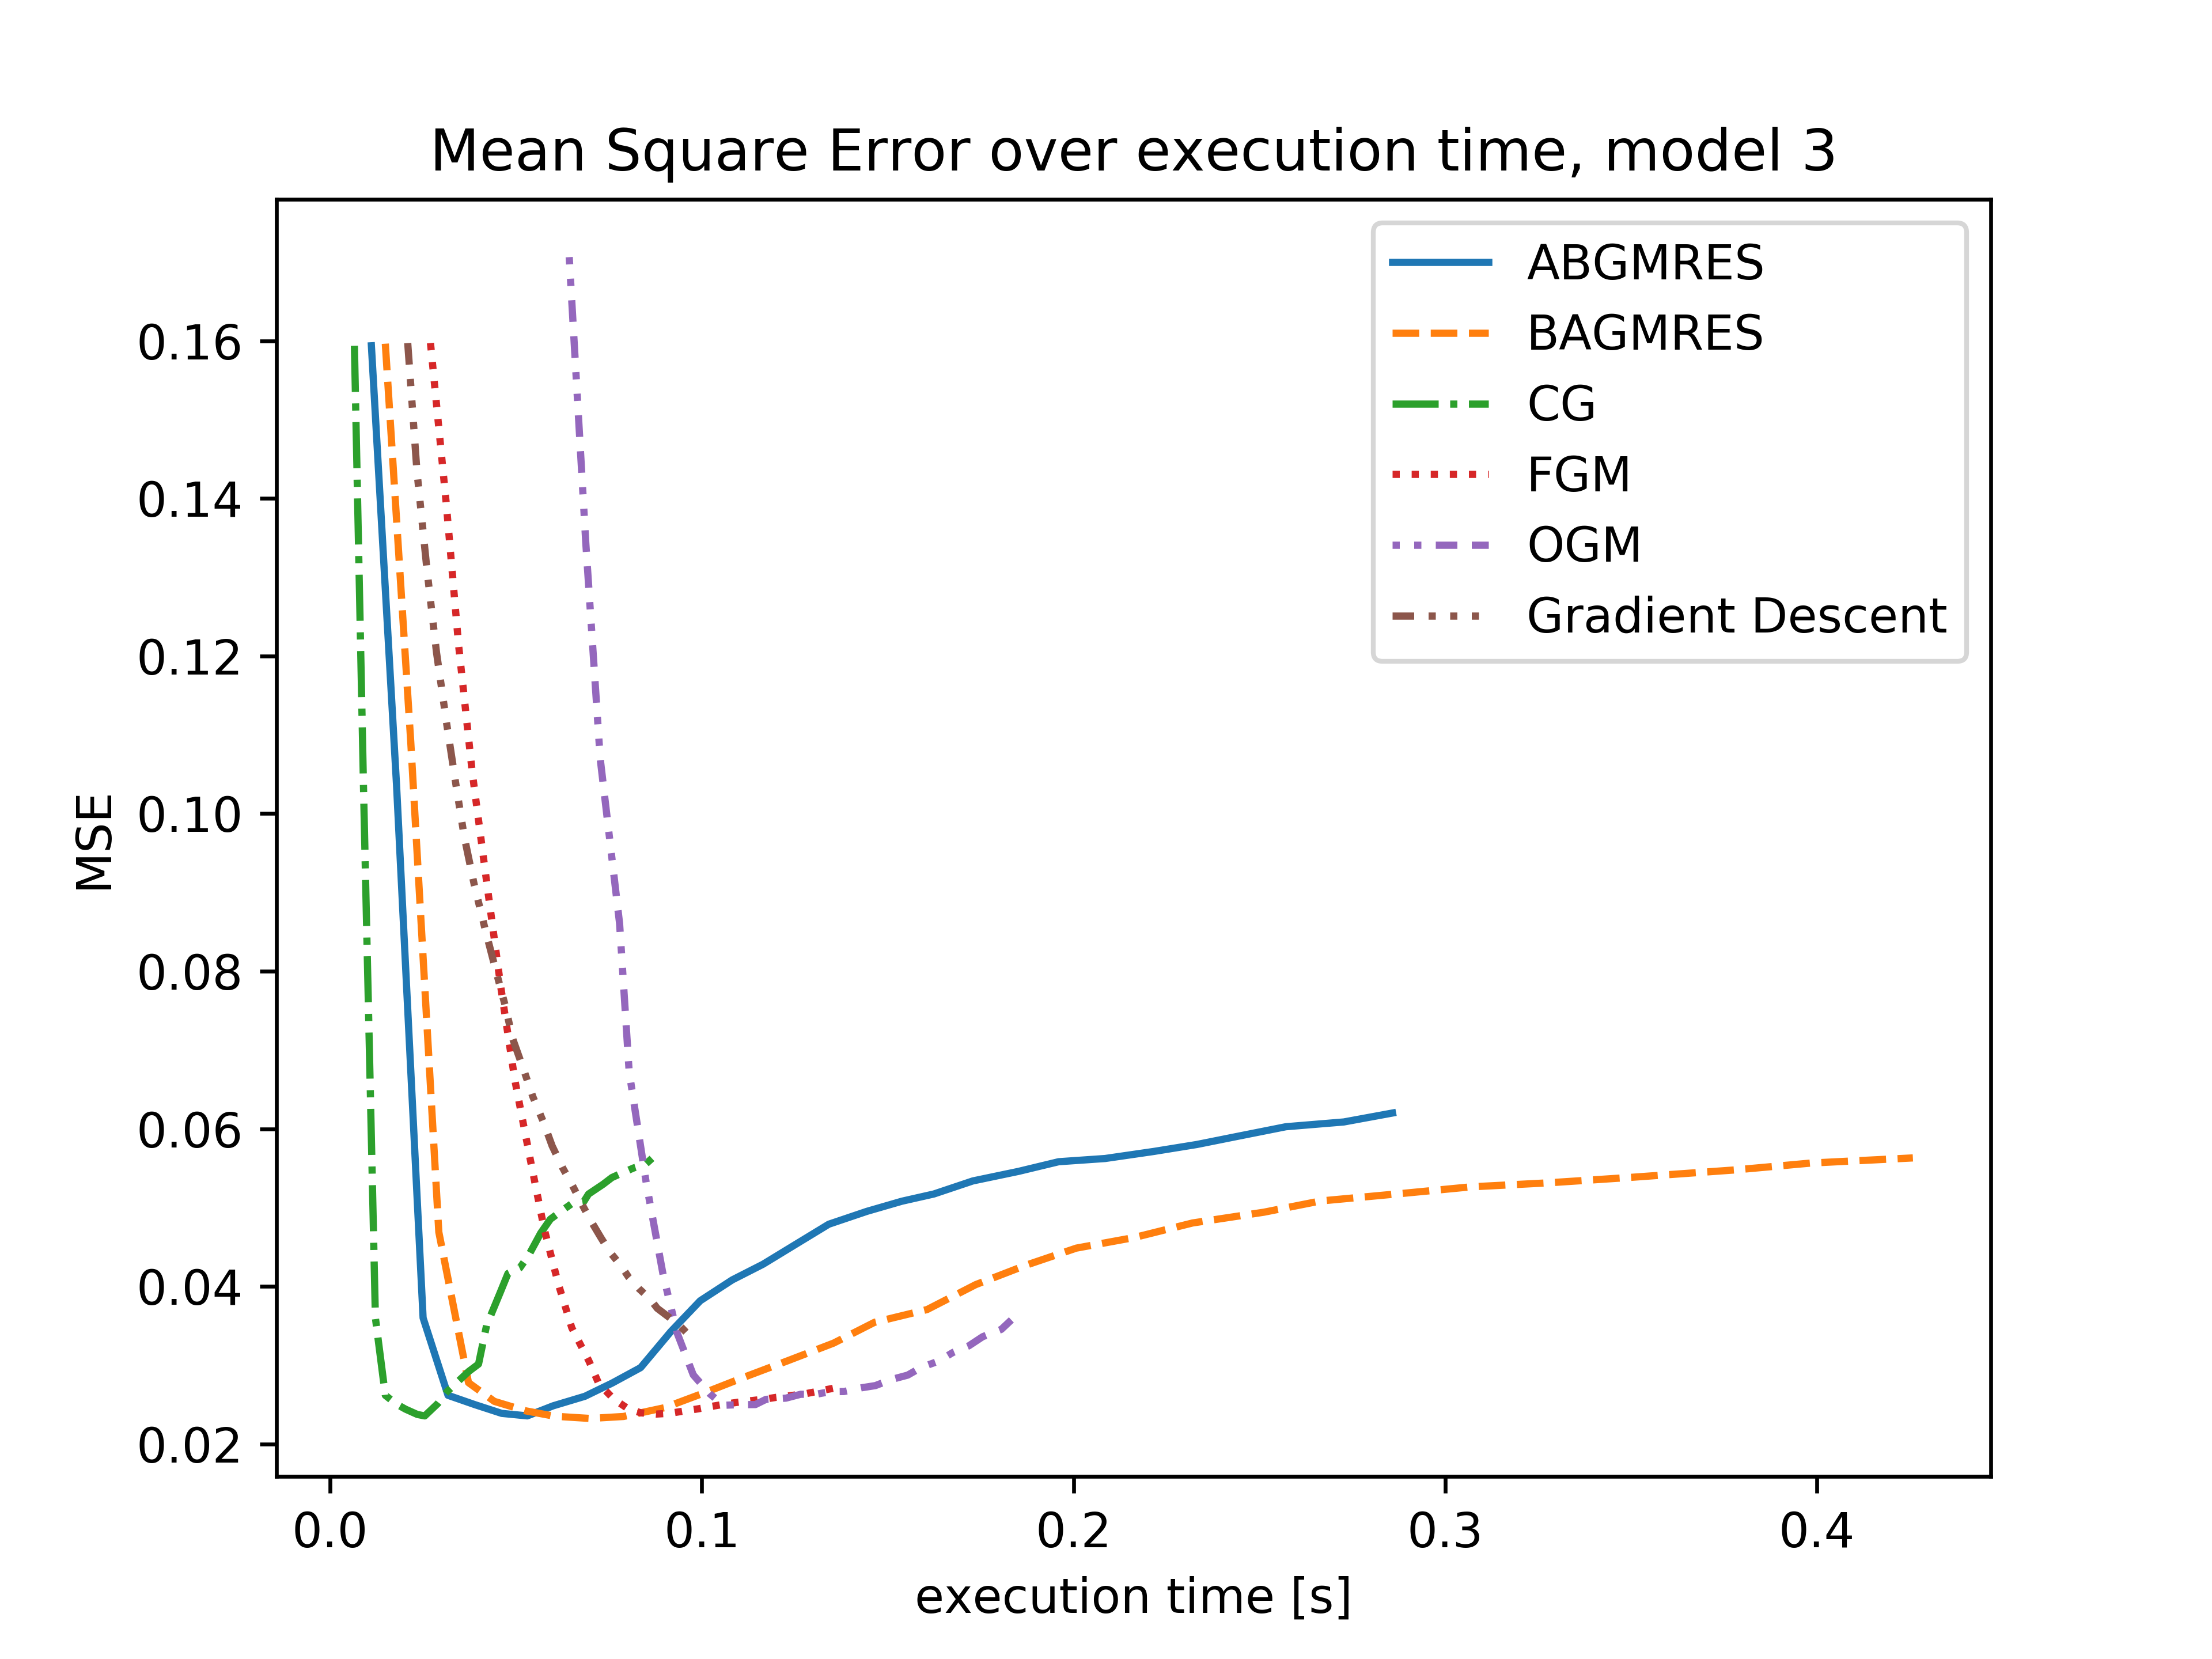 Mean Square Error over execution time, model 3
ABGMRES
BAGMRES
CG
FGM
OGM
Gradient Descent
MSE
0.16
0.14
0.12
0.10
0.08
0.06
0.04
0.02
0.0 0.1 0.2 0.3 0.4
execution time [s]